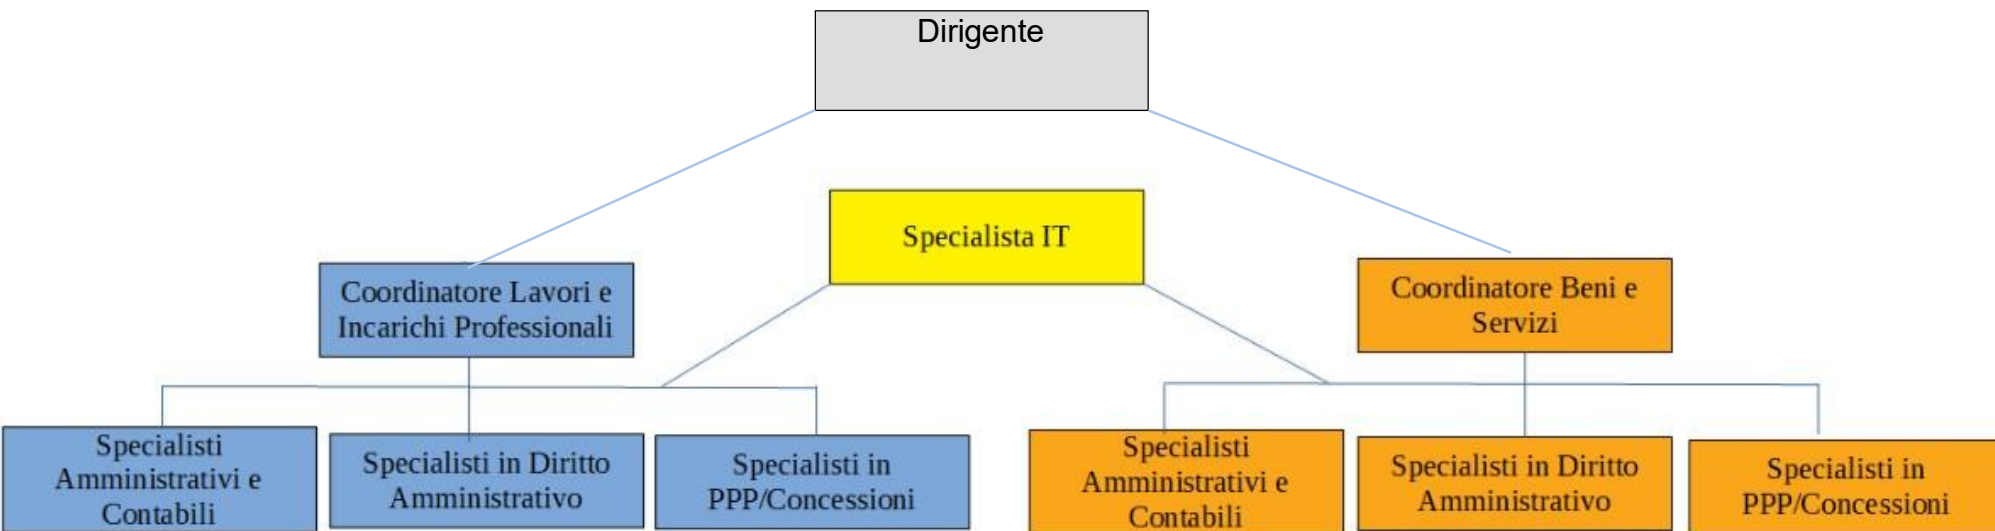 Dirigente
Specialista IT
Coordinatore Lavori e
Incarichi Professionali
Coordinatore Beni e
Servizi
Specialisti
Amministrativi e
Contabili
Specialisti in Diritto
Amministrativo
Specialisti in
PPP/Concessioni
Specialisti
Amministrativi e
Contabili
Specialisti in Diritto
Amministrativo
Specialisti in
PPP/Concessioni